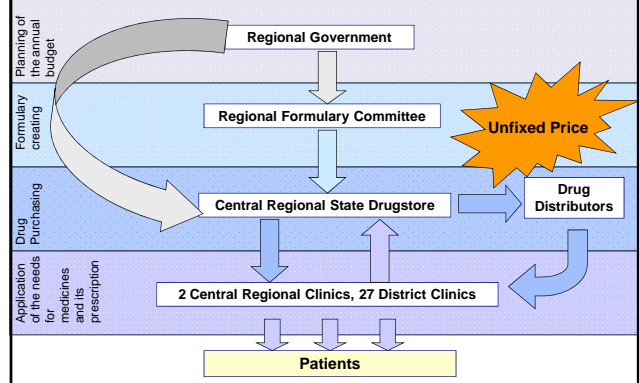 Planning of
the annual
budget
Regional Government
Formulary
creating
Regional Formulary Committee
Unfixed Price
Drug
Purchasing
Central Regional State Drugstore
Drug
Distributors
Application
of the needs
for
medicines
and its
prescription
2 Central Regional Clinics, 27 District Clinics
Patients